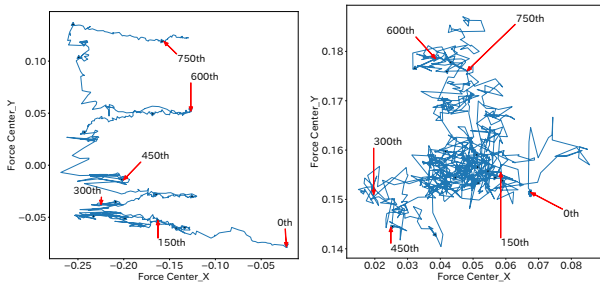 750th
600th
450th
300th
150th
0th
0.10
0.05
0.00
−0.05
−0.25
−0.20
−0.15
−0.10
−0.05
Force Center_X
Force Center_Y
600th
750th
300th
450th
150th
0th
0.18
0.17
0.16
0.15
0.14
0.02
0.03
0.04
0.05
0.06
0.07
0.08
Force Center_X
Force Center_Y